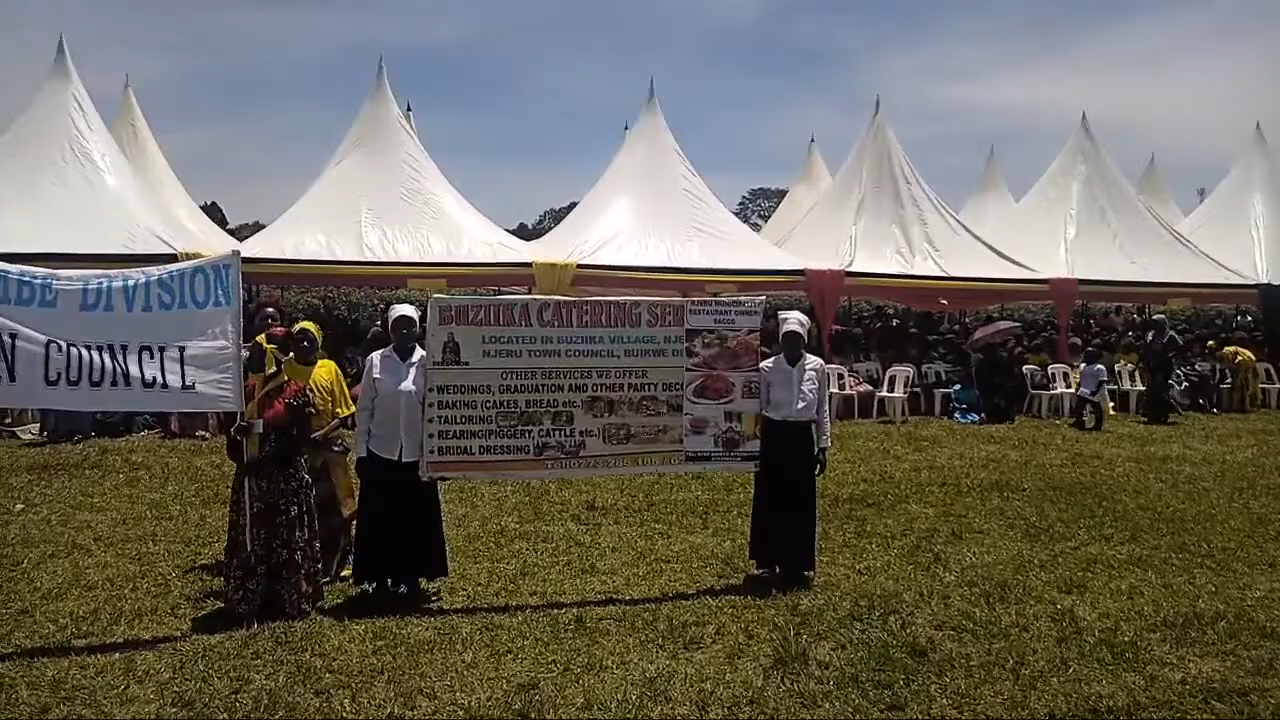 IBE DIVISION
N COUNCIL
BUZIIKA CATERING SER
LOCATED IN BUZIIKA VILLAGE, NJE
NJERU TOWN COUNCIL, BUIKWE DI
OTHER SERVICES WE OFFER
WEDDINGS, GRADUATION AND OTHER PARTY DECO
BAKING (CAKES, BREAD etc.)
TAILORING
REARING(PIGGERY, CATTLE etc.)
BRIDAL DRESSING
NJERU MUNICIPALITY
RESTAURANT OWNERS
SACCO